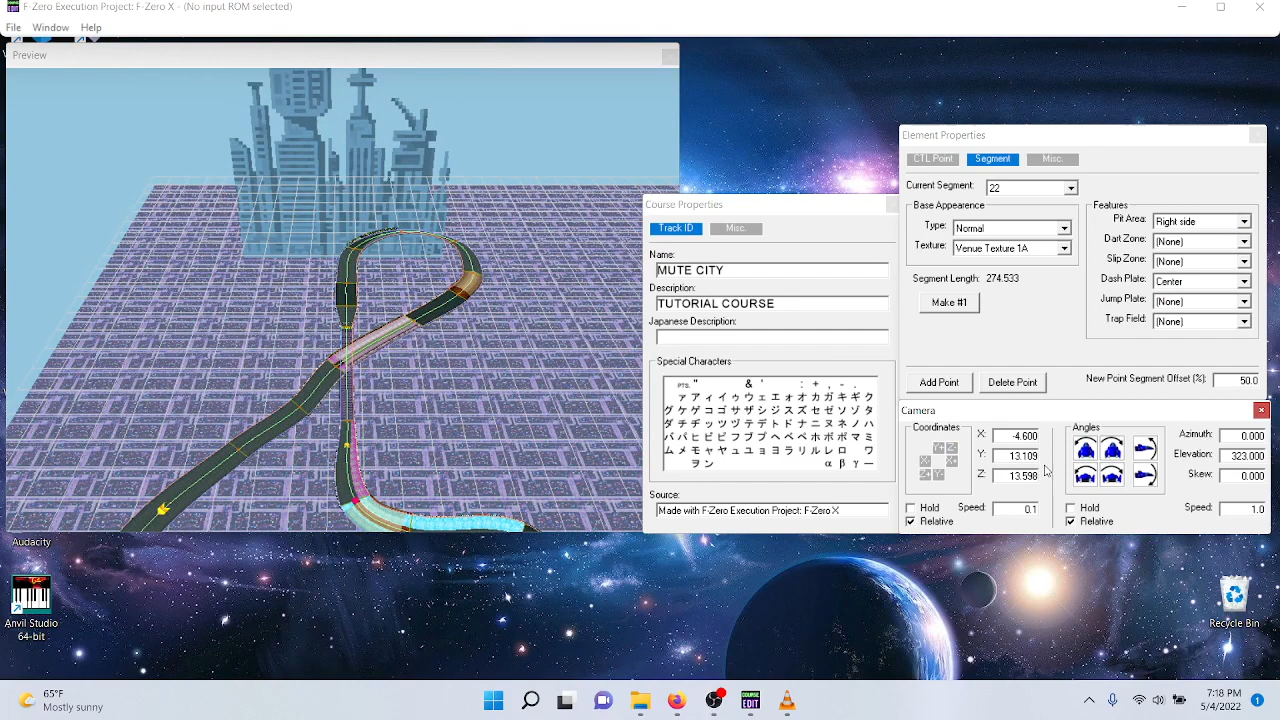 F-Zero Execution Project: F-Zero X - (No input ROM selected)
File Window Help
Preview
Course Properties
Track ID Misc.
Name:
MUTE CITY
Description:
TUTORIAL COURSE
Japanese Description:
Special Characters
PTS. " & ' : + , - .
Source:
Made with F-Zero Execution Project: F-Zero X
Element Properties
CTL Point Segment Misc.
Current Segment: 22
Base Appearance
Type: Normal
Texture: Venue Texture 1A
Segment Length: 274.533
Make #1
Features
Pit Area: Right side
Dirt Zone: (None)
Slip Zone: (None)
Dash Plate: Center
Jump Plate: (None)
Trap Field: (None)
Add Point Delete Point New Point Segment Offset (%): 50.0
Camera
Coordinates
X: -4.600
Y: 13.109
Z: 13.598
Hold
Relative
Speed: 0.1
Angles
Azimuth: 0.000
Elevation: 323.000
Skew: 0.000
Hold
Relative
Speed: 1.0
Audacity
Anvil Studio
64-bit
Recycle Bin
65°F
Mostly sunny
COURSE
EDIT
7:18 PM
5/4/2022
1